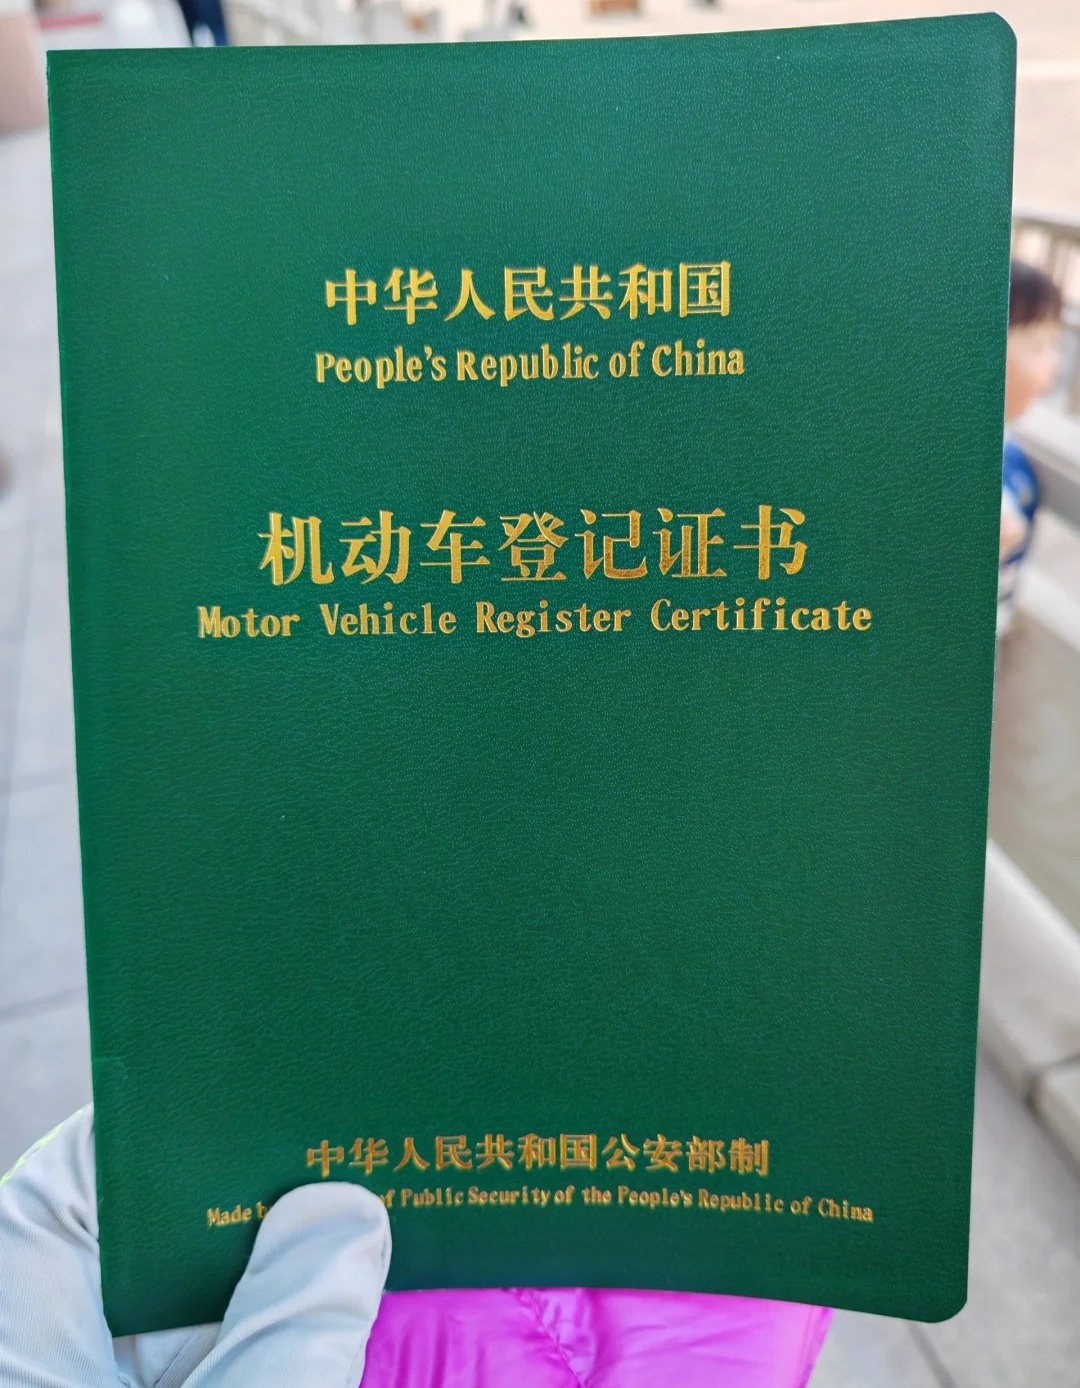 中华人民共和国
People's Republic of China
机动车登记证书
Motor Vehicle Register Certificate
中华人民共和国公安部制
Made of Public Security of the People's Republic of China